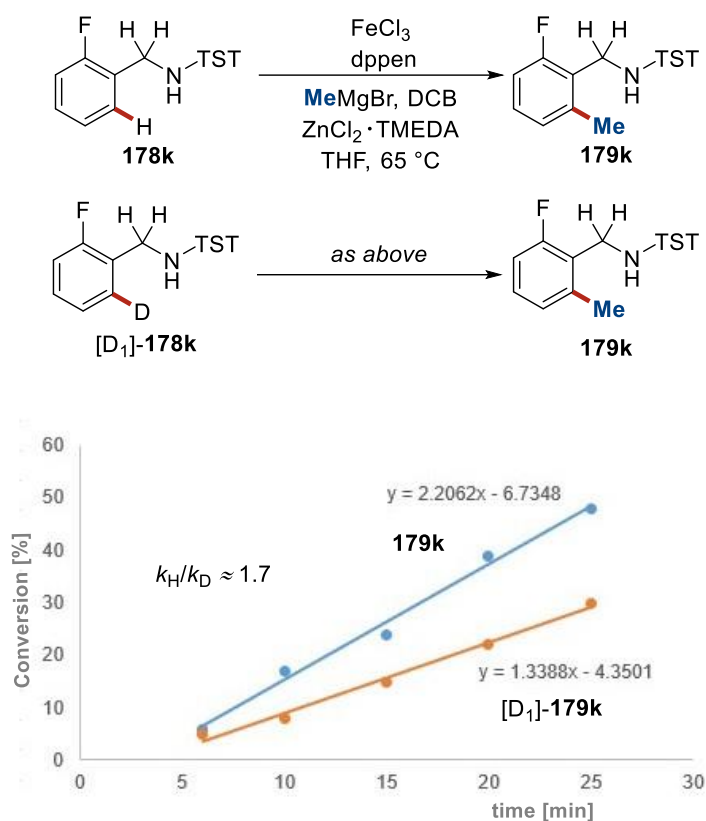 F
H H
N
H
TST
H
178k
FeCl3
dppen
MeMgBr, DCB
ZnCl2·TMEDA
THF, 65 °C
F
H H
N
H
TST
Me
179k
F
H H
N
H
TST
D
[D1]-178k
as above
F
H H
N
H
TST
Me
179k
Conversion [%]
60
50
40
30
20
10
0
y = 2.2062x - 6.7348
179k
kH/kD ≈ 1.7
y = 1.3388x - 4.3501
[D1]-179k
0 5 10 15 20 25 30
time [min]